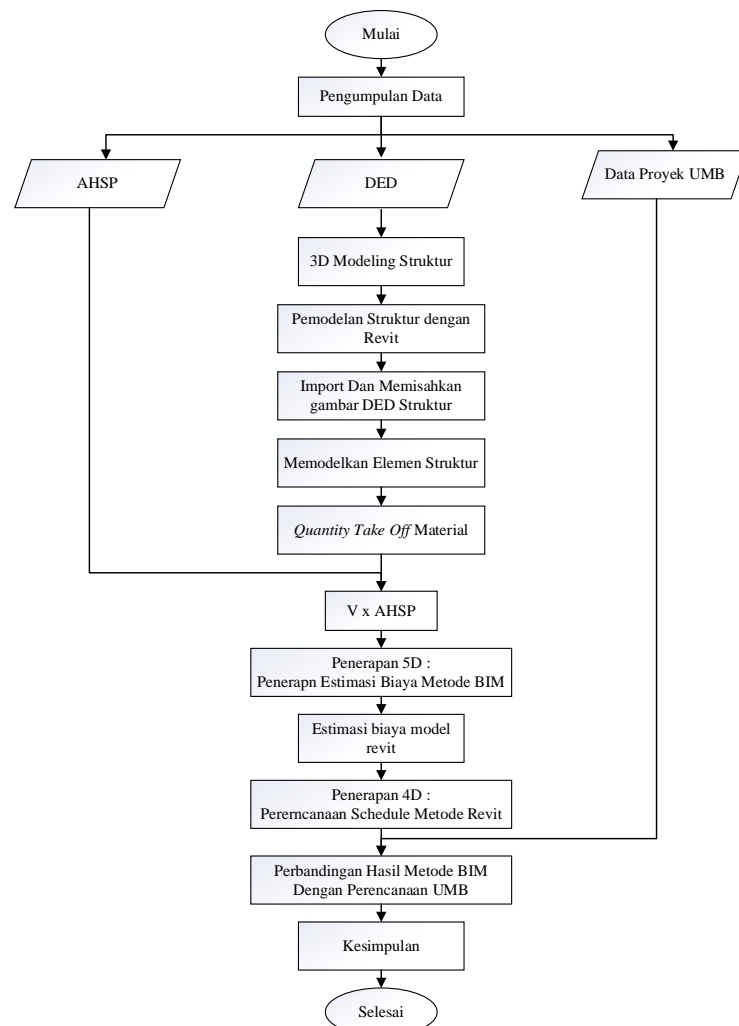 Mulai
Pengumpulan Data
AHSP
DED
Data Proyek UMB
3D Modeling Struktur
Pemodelan Struktur dengan
Revit
Import Dan Memisahkan
gambar DED Struktur
Memodelkan Elemen Struktur
Quantity Take Off Material
V x AHSP
Penerapan 5D :
Penerapn Estimasi Biaya Metode BIM
Estimasi biaya model
revit
Penerapan 4D :
Pererncanaan Schedule Metode Revit
Perbandingan Hasil Metode BIM
Dengan Perencanaan UMB
Kesimpulan
Selesai